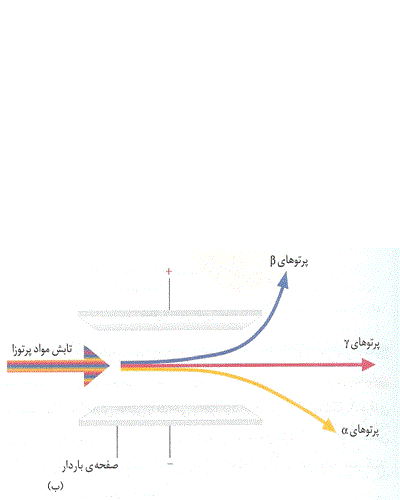 پرتوهای β
+
تابش مواد پرتوزا
پرتوهای γ
پرتوهای α
صفحه‌ی باردار
−
(ب)